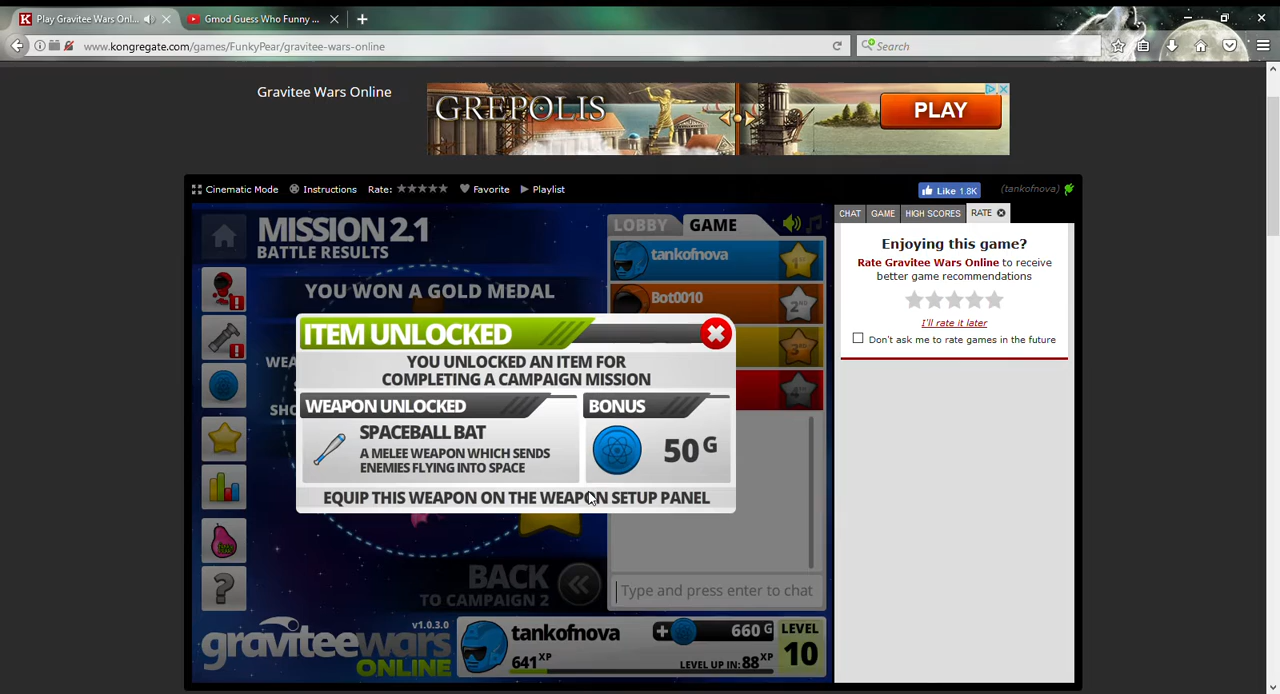 Play Gravitee Wars Onl...
Gmod Guess Who Funny ...
www.kongregate.com/games/FunkyPear/gravitee-wars-online
Search
Gravitee Wars Online
GREPOLIS
PLAY
Cinematic Mode
Instructions
Rate:
Favorite
Playlist
Like 1.8K
(tankofnova)
MISSION 2.1
BATTLE RESULTS
LOBBY
GAME
CHAT
GAME
HIGH SCORES
RATE
Enjoying this game?
Rate Gravitee Wars Online to receive
better game recommendations
I'll rate it later
Don't ask me to rate games in the future
YOU WON A GOLD MEDAL
tankofnova
1ST
Bot0010
2ND
3RD
4TH
WEA
SHO
ITEM UNLOCKED
YOU UNLOCKED AN ITEM FOR
COMPLETING A CAMPAIGN MISSION
WEAPON UNLOCKED
BONUS
SPACEBALL BAT
A MELEE WEAPON WHICH SENDS
ENEMIES FLYING INTO SPACE
50 G
EQUIP THIS WEAPON ON THE WEAPON SETUP PANEL
BACK
TO CAMPAIGN 2
Type and press enter to chat
v1.0.3.0
graviteewars
ONLINE
tankofnova
660 G
LEVEL
10
641 XP
LEVEL UP IN: 88 XP